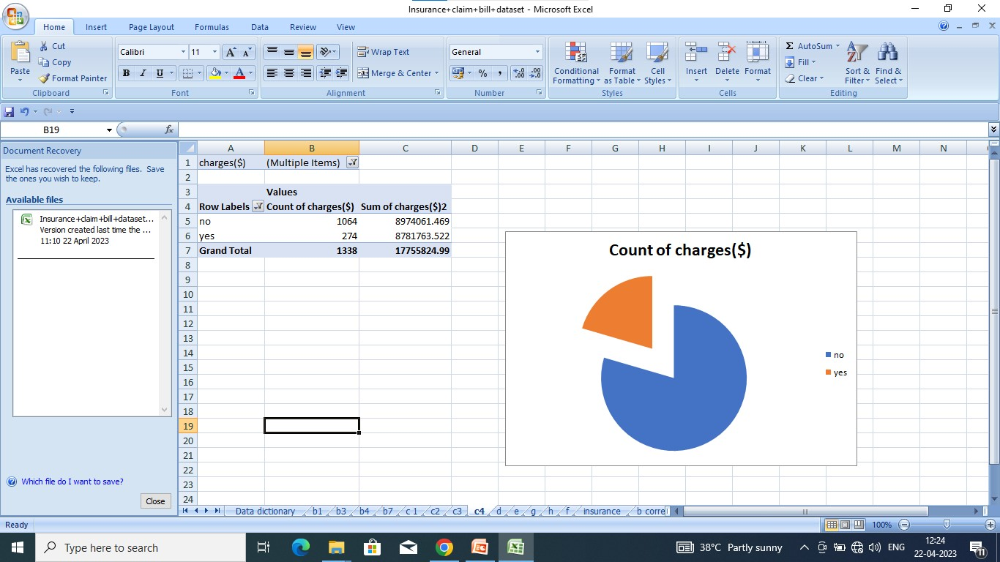 Insurance+claim+bill+dataset - Microsoft Excel
Home Insert Page Layout Formulas Data Review View
Paste
Cut
Copy
Format Painter
Clipboard
Calibri 11 A A
B I U A
Font
Wrap Text
Merge & Center
Alignment
General
% , .00 .0
Number
Conditional Formatting
Format as Table
Cell Styles
Styles
Insert Delete Format
Cells
Σ AutoSum
Fill
Clear
Sort & Filter
Find & Select
Editing
B19 fx
Document Recovery
Excel has recovered the following files. Save
the ones you wish to keep.
Available files
Insurance+claim+bill+dataset...
Version created last time the ...
11:10 22 April 2023
Which file do I want to save?
Close
A B C D E F G H I J K L M N
1 charges($) (Multiple Items)
2
3 Values
4 Row Labels Count of charges($) Sum of charges($)2
5 no 1064 8974061.469
6 yes 274 8781763.522
7 Grand Total 1338 17755824.99
8
9
10
11
12
13
14
15
16
17
18
19
20
21
22
23
24
Count of charges($)
no
yes
Data dictionary b1 b3 b4 b7 c 1 c2 c3 c4 d e g h f insurance b corre
Ready 100%
Type here to search
38°C Partly sunny
ENG
12:24
22-04-2023
11